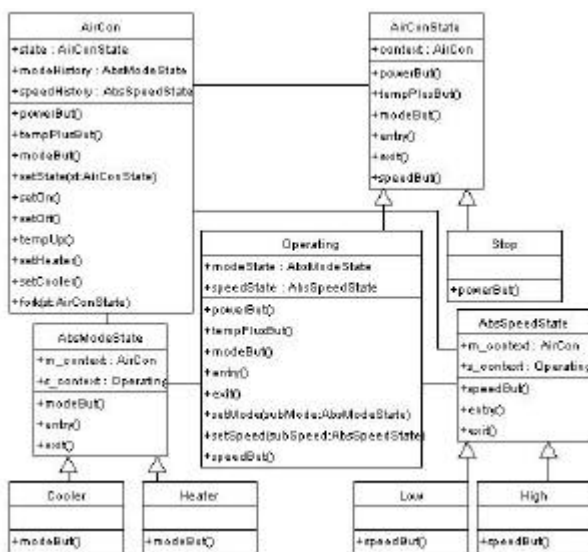 AirCon
+state : AirConState
+modeHistory : AbsModeState
+speedHistory : AbsSpeedState
+powerBut()
+tempPlusBut()
+modeBut()
+setState(st:AirConState)
+setOn()
+setOff()
+tempUp()
+setHeater()
+setCooler()
+fork(st:AirConState)
AirConState
+context : AirCon
+powerBut()
+tempPlusBut()
+modeBut()
+entry()
+exit()
+speedBut()
Operating
+modeState : AbsModeState
+speedState : AbsSpeedState
+powerBut()
+tempPlusBut()
+modeBut()
+entry()
+exit()
+setMode(subMode:AbsModeState)
+setSpeed(subSpeed:AbsSpeedState)
+speedBut()
Stop
+powerBut()
AbsModeState
+m_context : AirCon
+c_context : Operating
+modeBut()
+entry()
+exit()
AbsSpeedState
+m_context : AirCon
+s_context : Operating
+speedBut()
+entry()
+exit()
Cooler
+modeBut()
Heater
+modeBut()
Low
+speedBut()
High
+speedBut()